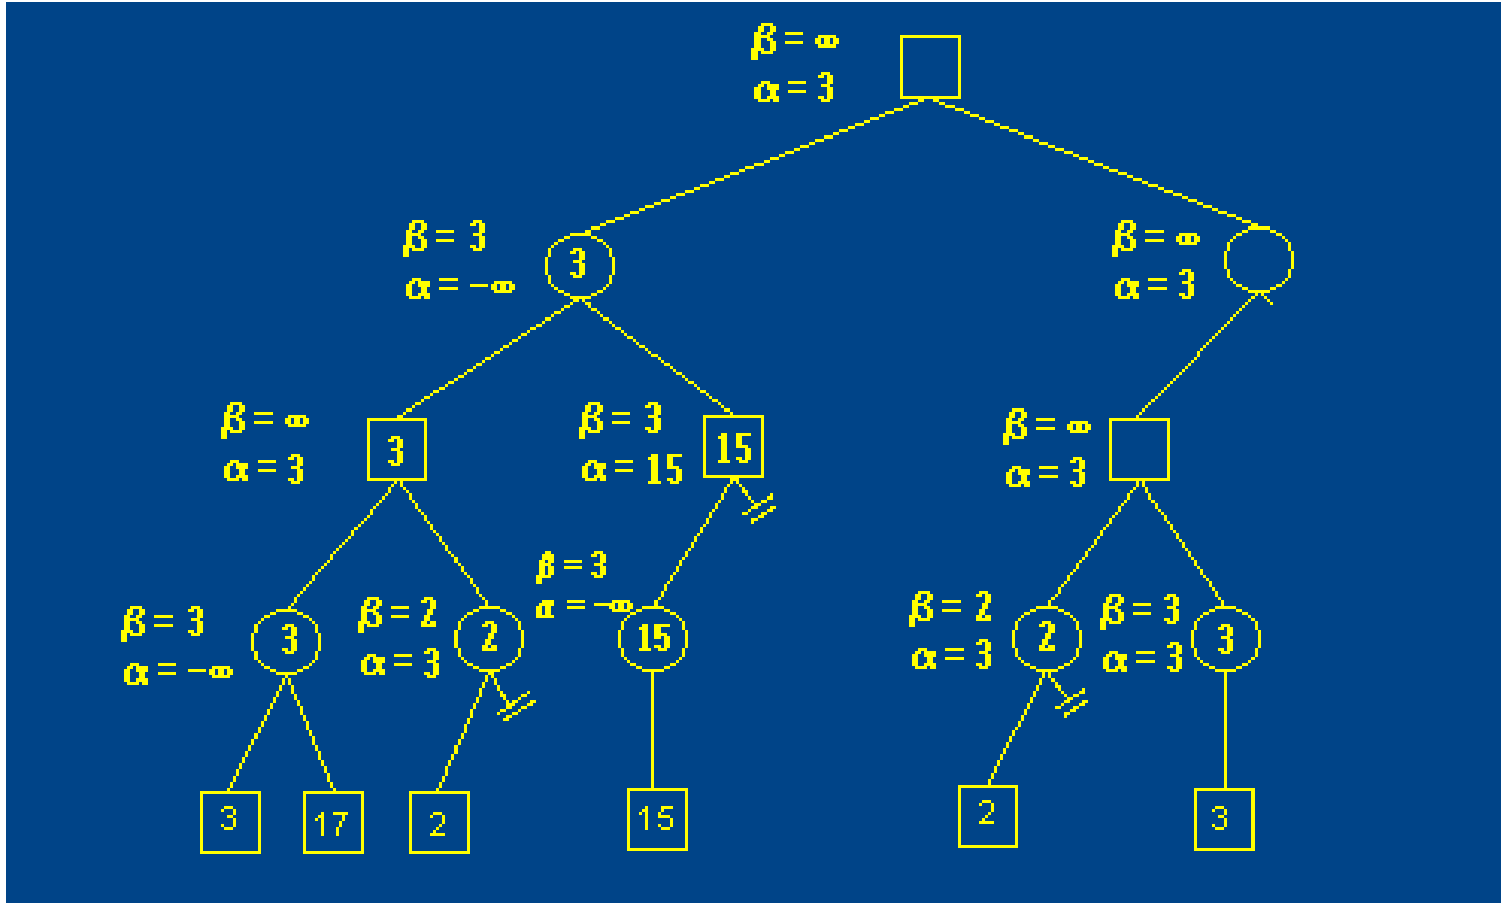 β = ∞
α = 3
β = 3
α = -∞
3
β = ∞
α = 3
β = ∞
α = 3
3
β = 3
α = 15
15
β = ∞
α = 3
β = 3
α = -∞
3
β = 2
α = 3
2
β = 3
α = -∞
15
β = 2
α = 3
2
β = 3
α = 3
3
3
17
2
15
2
3